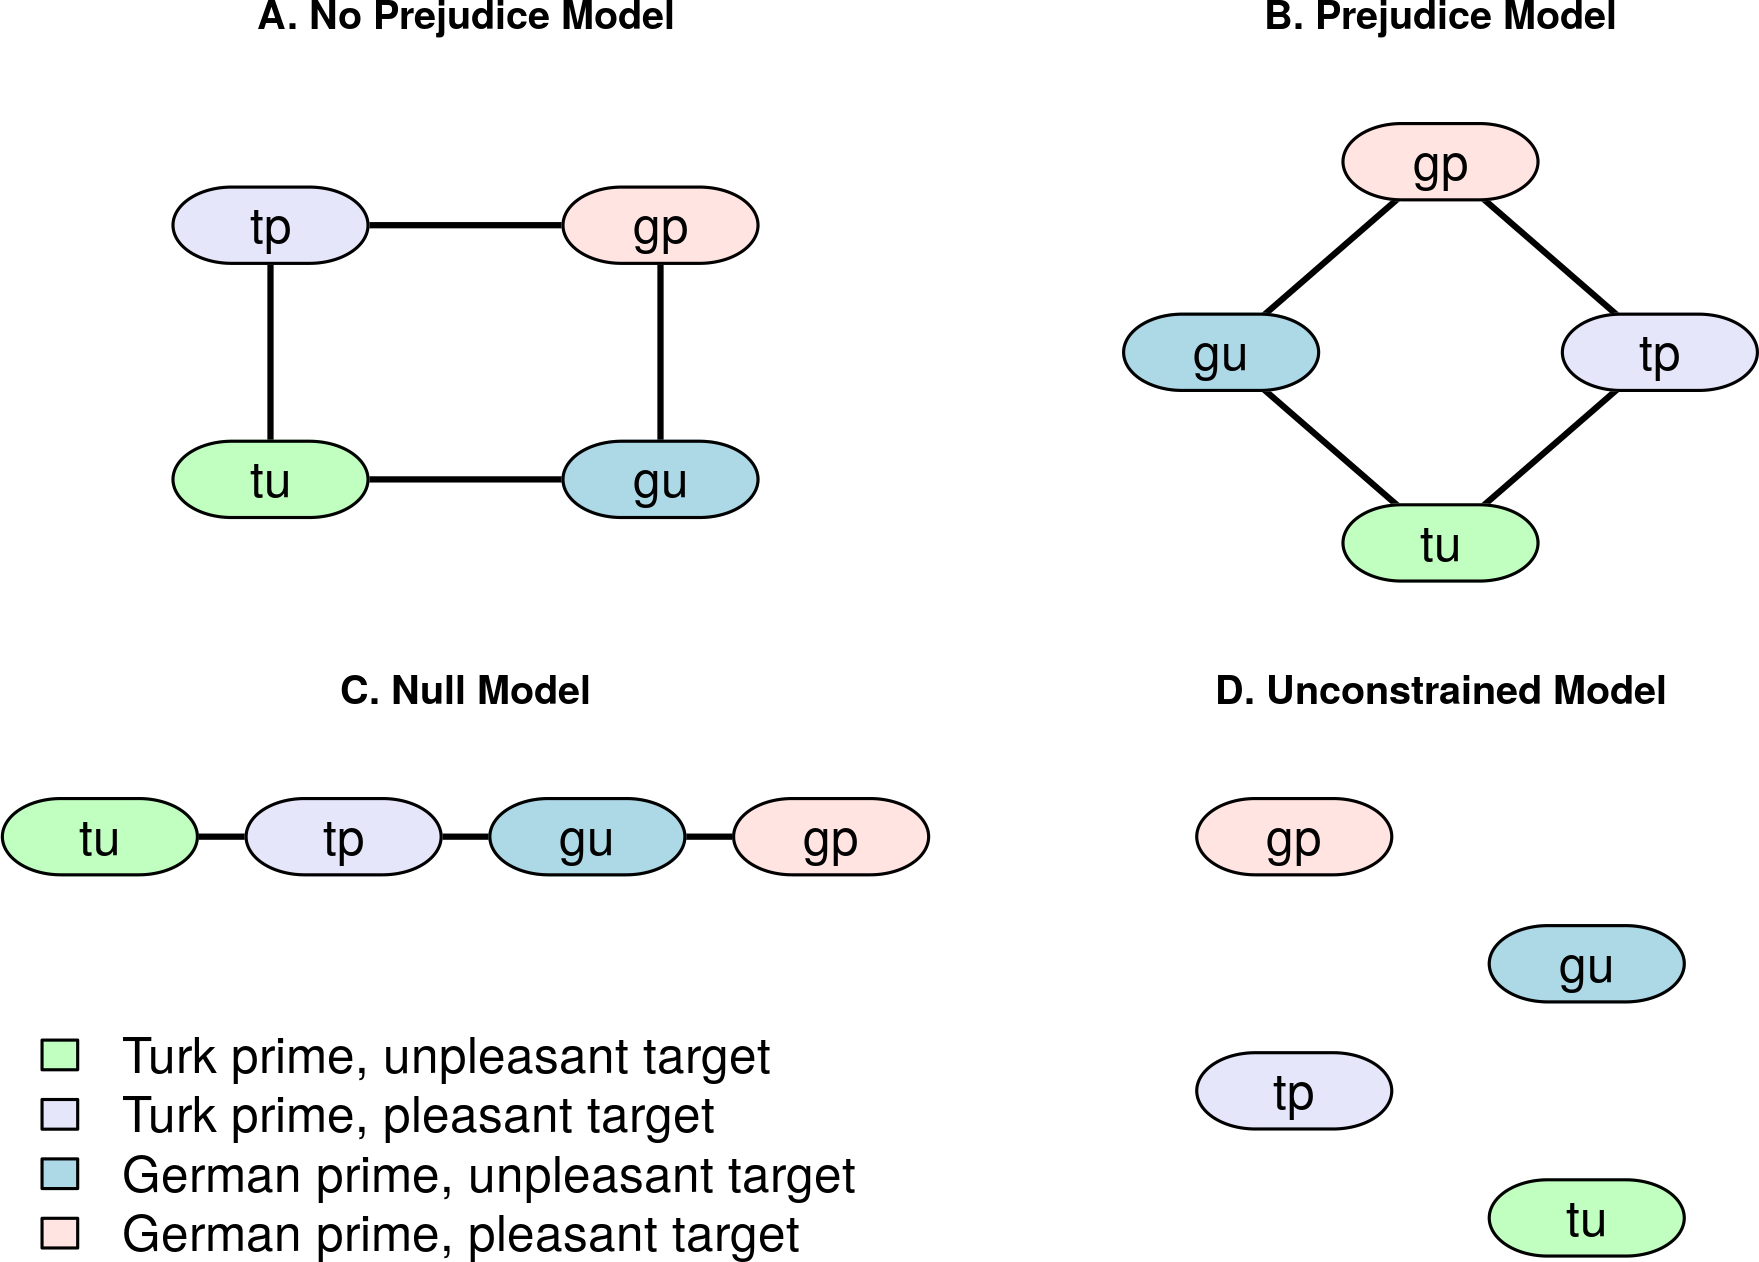 A. No Prejudice Model
B. Prejudice Model
tp
gp
tu
gu
gp
gu
tp
tu
C. Null Model
D. Unconstrained Model
tu
tp
gu
gp
gp
gu
tp
tu
Turk prime, unpleasant target
Turk prime, pleasant target
German prime, unpleasant target
German prime, pleasant target